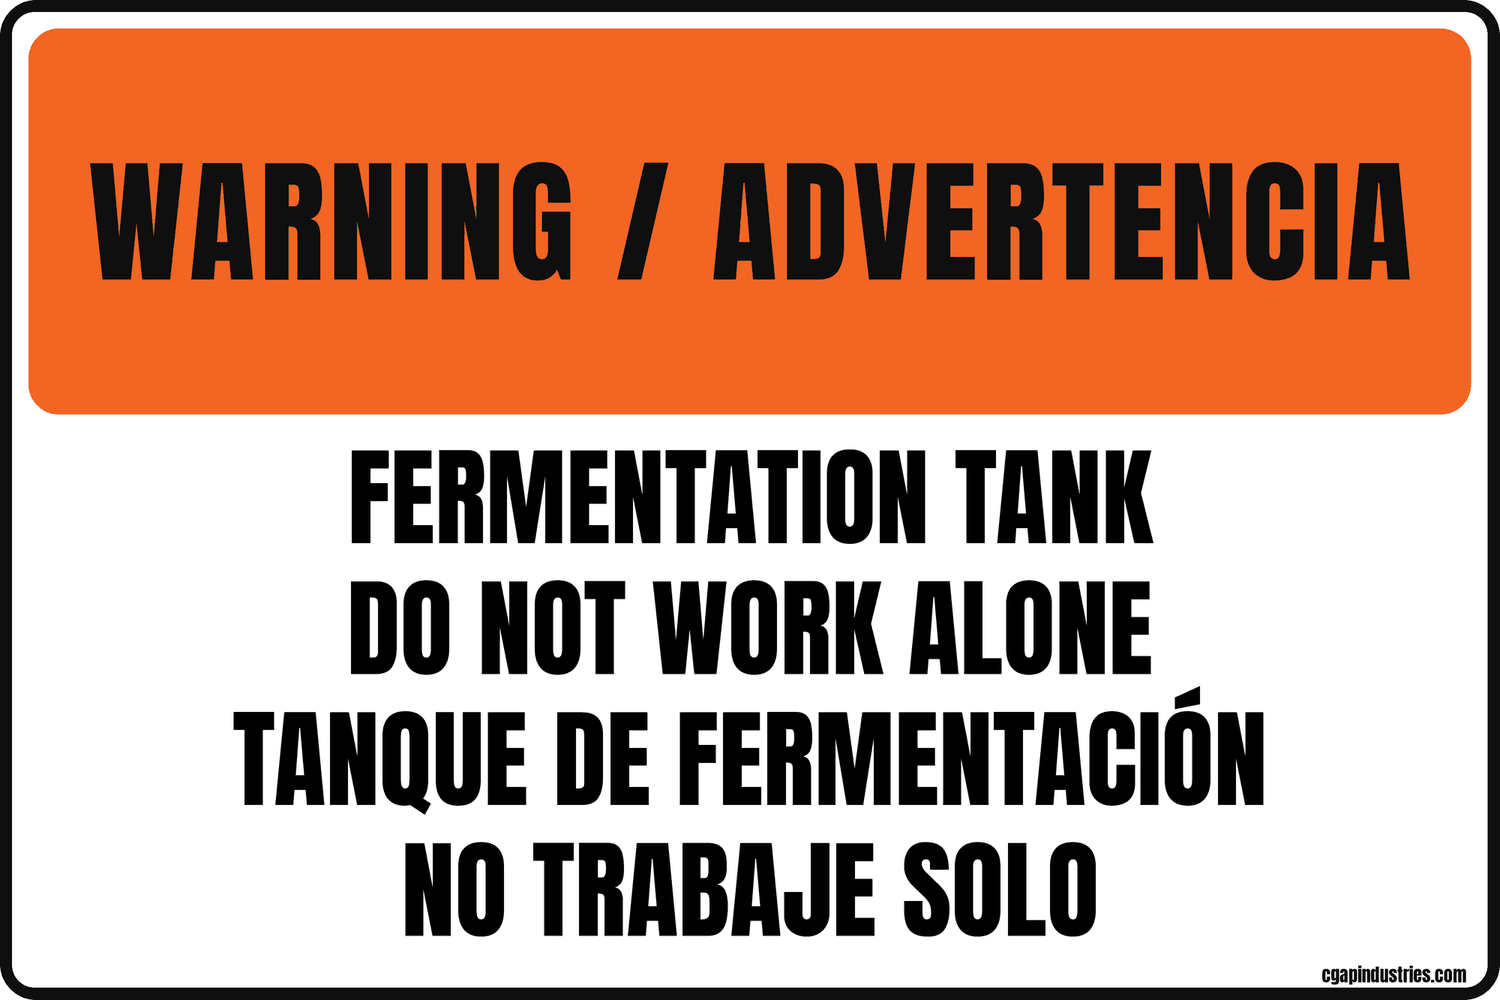 WARNING / ADVERTENCIA
FERMENTATION TANK
DO NOT WORK ALONE
TANQUE DE FERMENTACIÓN
NO TRABAJE SOLO
cgapindustries.com